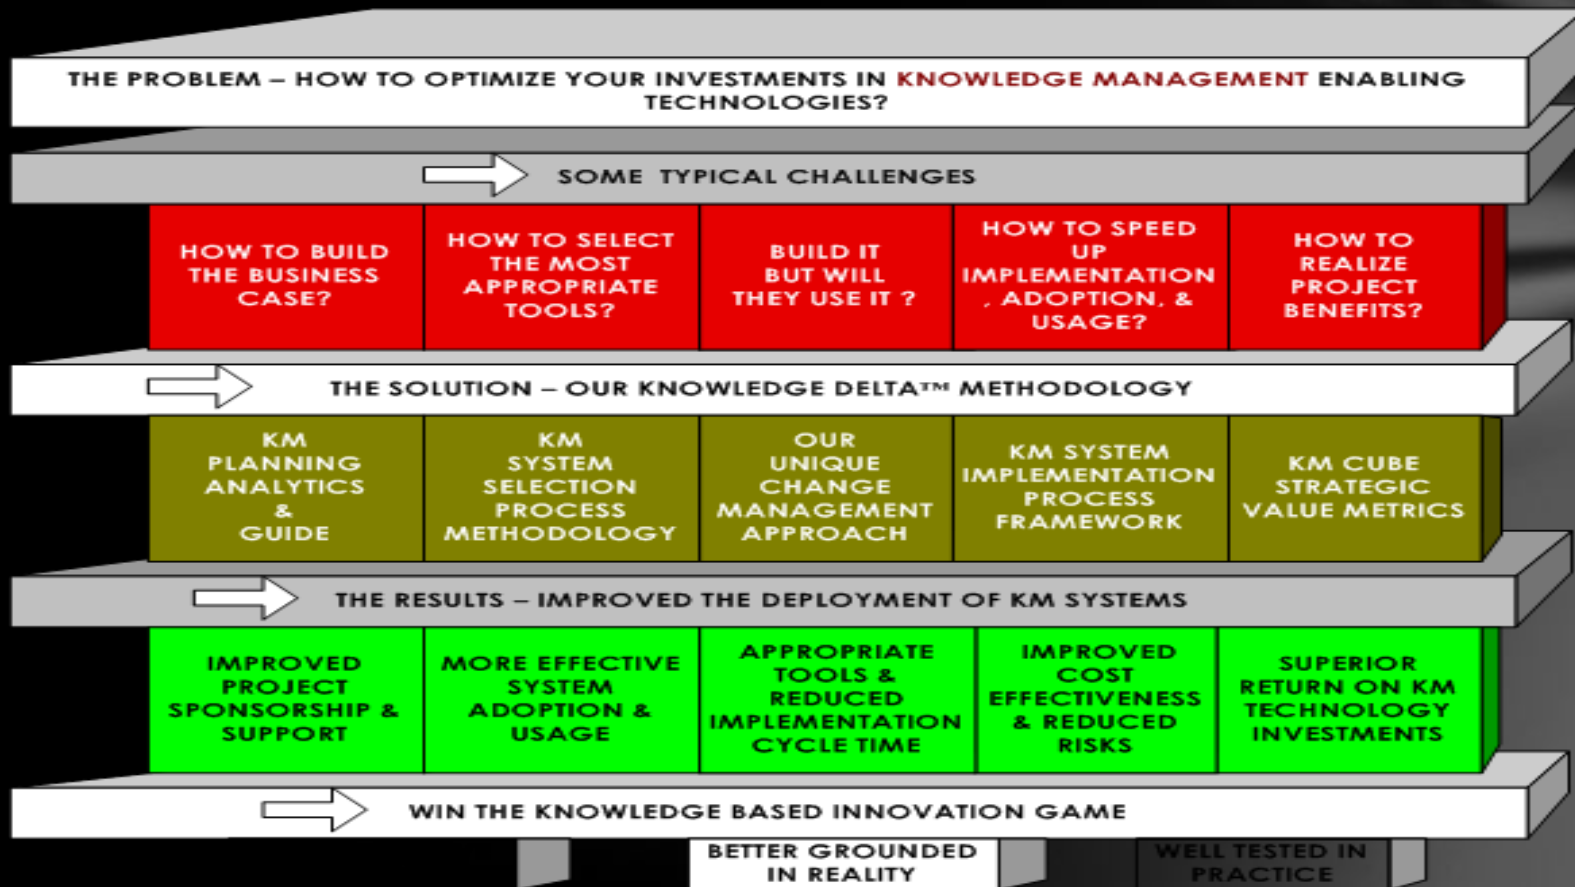 THE PROBLEM – HOW TO OPTIMIZE YOUR INVESTMENTS IN KNOWLEDGE MANAGEMENT ENABLING
TECHNOLOGIES?
SOME TYPICAL CHALLENGES
HOW TO BUILD
THE BUSINESS
CASE?
HOW TO SELECT
THE MOST
APPROPRIATE
TOOLS?
BUILD IT
BUT WILL
THEY USE IT ?
HOW TO SPEED
UP
IMPLEMENTATION
, ADOPTION, &
USAGE?
HOW TO
REALIZE
PROJECT
BENEFITS?
THE SOLUTION – OUR KNOWLEDGE DELTA™ METHODOLOGY
KM
PLANNING
ANALYTICS
&
GUIDE
KM
SYSTEM
SELECTION
PROCESS
METHODOLOGY
OUR
UNIQUE
CHANGE
MANAGEMENT
APPROACH
KM SYSTEM
IMPLEMENTATION
PROCESS
FRAMEWORK
KM CUBE
STRATEGIC
VALUE METRICS
THE RESULTS – IMPROVED THE DEPLOYMENT OF KM SYSTEMS
IMPROVED
PROJECT
SPONSORSHIP &
SUPPORT
MORE EFFECTIVE
SYSTEM
ADOPTION &
USAGE
APPROPRIATE
TOOLS &
REDUCED
IMPLEMENTATION
CYCLE TIME
IMPROVED
COST
EFFECTIVENESS
& REDUCED
RISKS
SUPERIOR
RETURN ON KM
TECHNOLOGY
INVESTMENTS
WIN THE KNOWLEDGE BASED INNOVATION GAME
BETTER GROUNDED
IN REALITY
WELL TESTED IN
PRACTICE